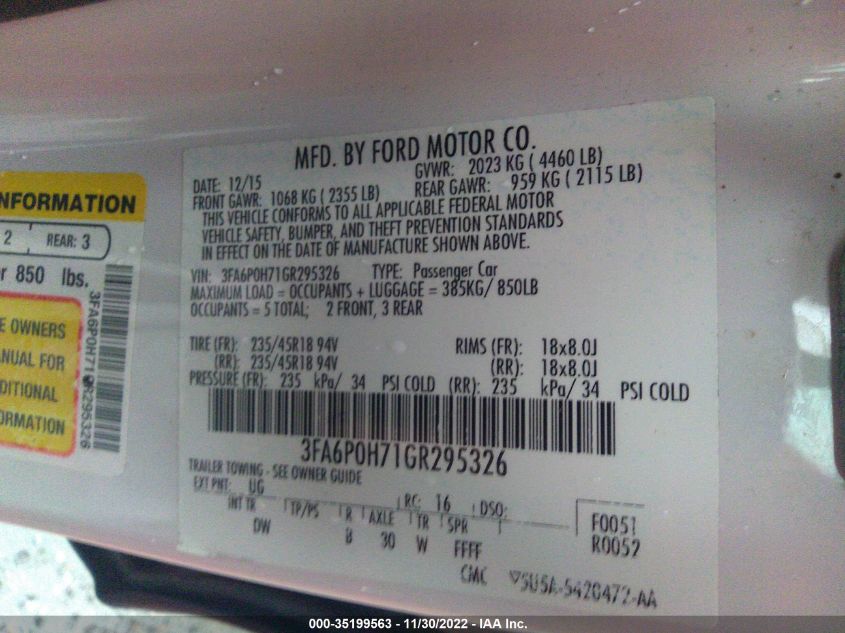 MFD. BY FORD MOTOR CO.
DATE: 12/15 GVWR: 2023 KG ( 4460 LB)
FRONT GAWR: 1068 KG ( 2355 LB) REAR GAWR: 959 KG ( 2115 LB)
THIS VEHICLE CONFORMS TO ALL APPLICABLE FEDERAL MOTOR
VEHICLE SAFETY, BUMPER, AND THEFT PREVENTION STANDARDS
IN EFFECT ON THE DATE OF MANUFACTURE SHOWN ABOVE.
VIN: 3FA6P0H71GR295326 TYPE: Passenger Car
MAXIMUM LOAD = OCCUPANTS + LUGGAGE = 385KG/ 850LB
OCCUPANTS = 5 TOTAL; 2 FRONT, 3 REAR
TIRE (FR): 235/45R18 94V RIMS (FR): 18x8.0J
(RR): 235/45R18 94V (RR): 18x8.0J
PRESSURE (FR): 235 kPa/ 34 PSI COLD (RR): 235 kPa/ 34 PSI COLD
3FA6P0H71GR295326
TRAILER TOWING - SEE OWNER GUIDE
EXT PNT: UG RC: 16 DSO:
INT TR TP/PS R AXLE TR SPR F0051
DW B 30 W FFFF R0052
CMC 5U5A-5420472-AA
INFORMATION
2 REAR: 3
850 lbs.
OWNERS
MANUAL FOR
3FA6P0H71GR295326
000-35199563 - 11/30/2022 - IAA Inc.